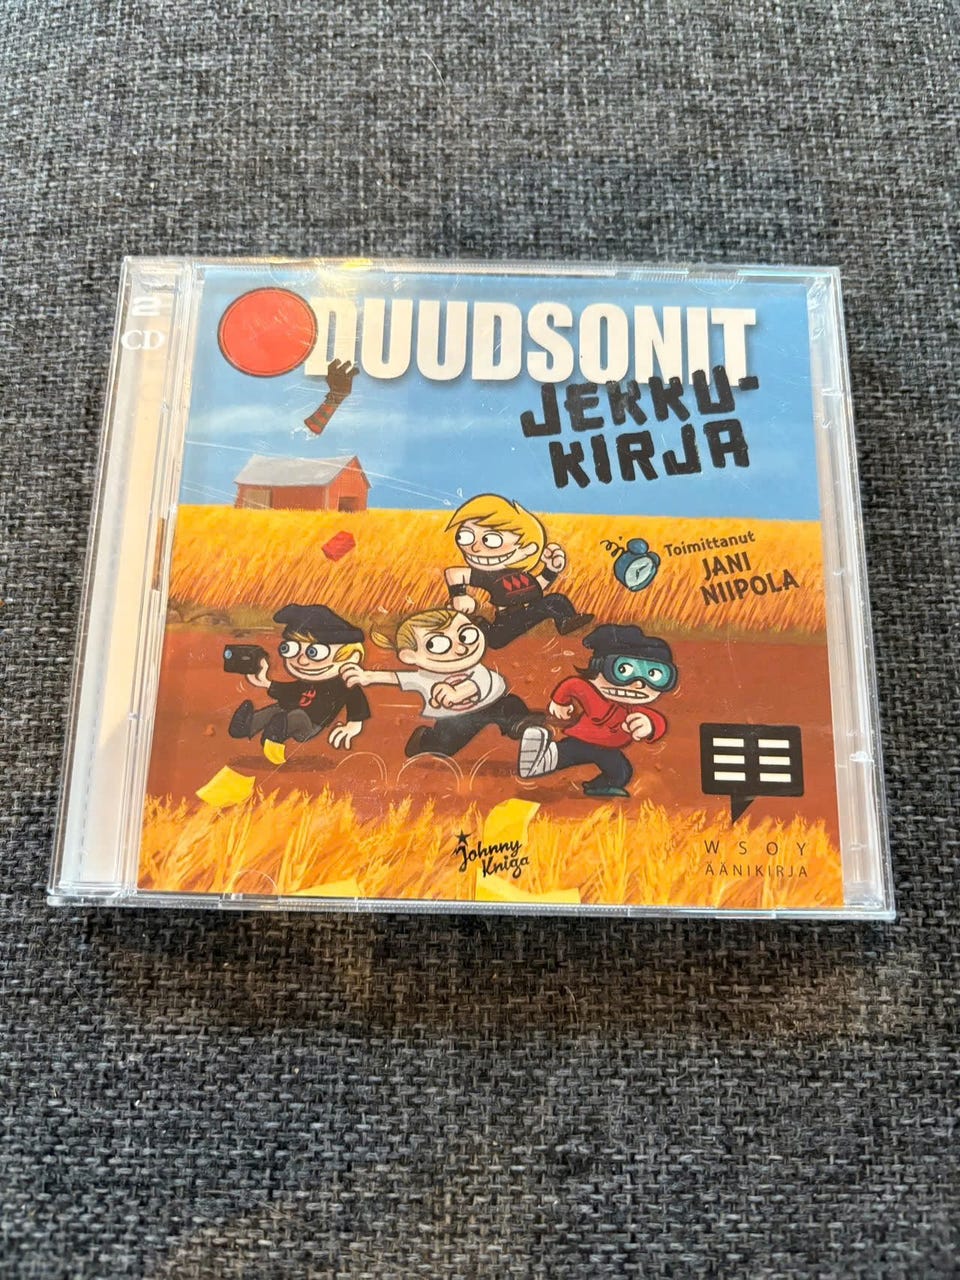 2
CD
DUUDSONIT
JEKKU-
KIRJA
Toimittanut
JANI
NIIPOLA
Johnny
Kniga
WSOY
ÄÄNIKIRJA